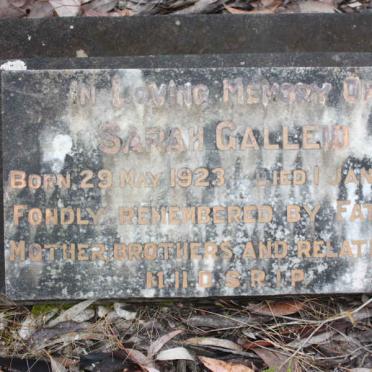 In Loving Memory Of
Sarah
Born 29 May 1923 Died 1 Jan
Fondly remembered by Fat
Mother brothers and relat
R.I.P.